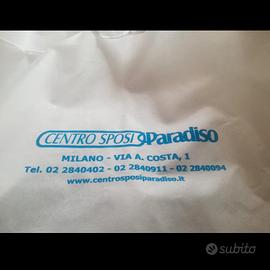 CENTRO SPOSI Paradiso
MILANO - VIA A. COSTA, 1
Tel. 02 2840402 - 02 2840911 - 02 2840094
www.centrosposiparadiso.it
subito